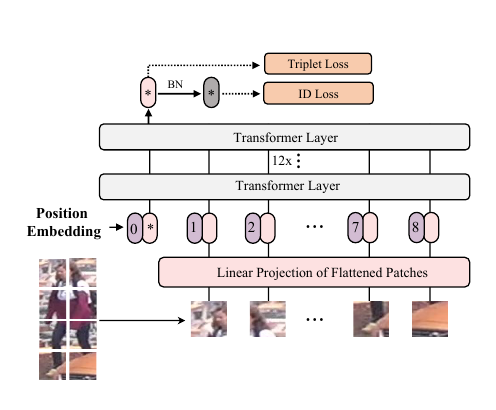 Triplet Loss
BN
*
*
ID Loss
Transformer Layer
12x
Transformer Layer
Position
Embedding
0 * 1 2 ... 7 8
Linear Projection of Flattened Patches
...